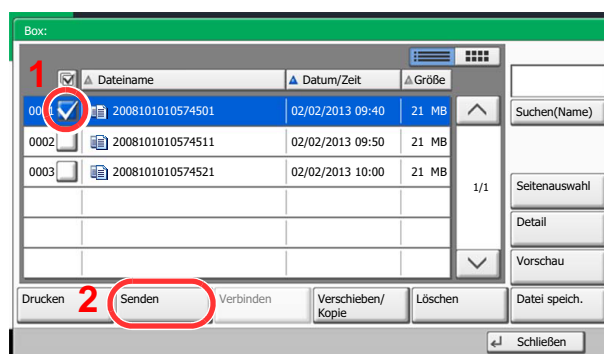 Box:
1
Dateiname Datum/Zeit Größe
0001 2008101010574501 02/02/2013 09:40 21 MB
Suchen(Name)
0002 2008101010574511 02/02/2013 09:50 21 MB
0003 2008101010574521 02/02/2013 10:00 21 MB
1/1
Seitenauswahl
Detail
Vorschau
Drucken 2 Senden Verbinden Verschieben/ Löschen Datei speich.
Kopie
Schließen